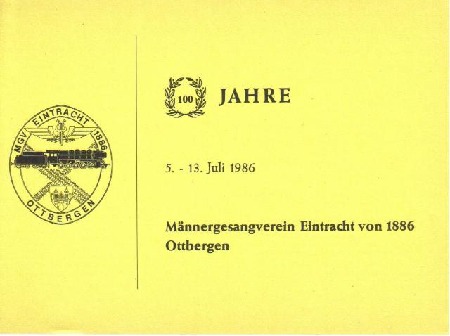 100 JAHRE
MGV EINTRACHT 1886
OTTBERGEN
5. - 13. Juli 1986
Männergesangverein Eintracht von 1886
Ottbergen